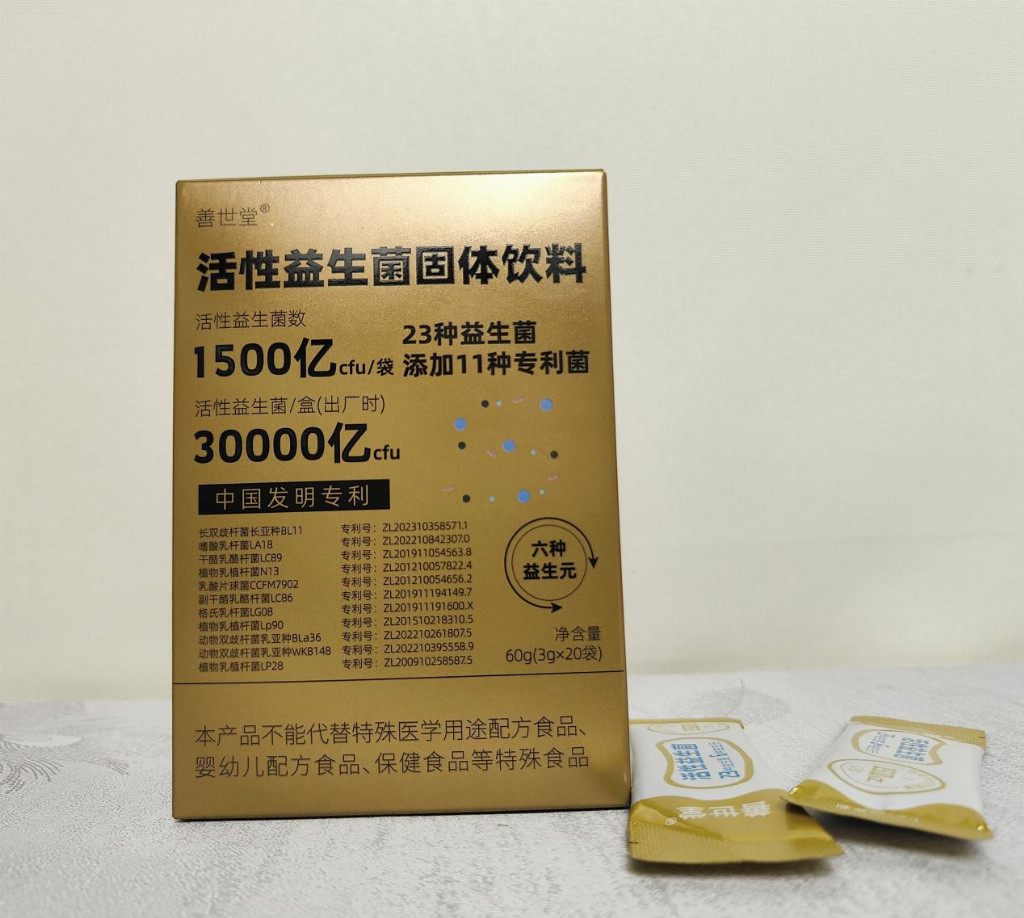 善世堂®
活性益生菌固体饮料
活性益生菌数
1500亿cfu/袋
23种益生菌
添加11种专利菌
活性益生菌/盒(出厂时)
30000亿cfu
中国发明专利
长双歧杆菌长亚种BL11 专利号：ZL202310358571.1
嗜酸乳杆菌LA18 专利号：ZL202210842307.0
干酪乳酪杆菌LC89 专利号：ZL201911054563.8
植物乳植杆菌N13 专利号：ZL201210057822.4
乳酸片球菌CCFM7902 专利号：ZL201210054656.2
副干酪乳酪杆菌LC86 专利号：ZL201911194149.7
格氏乳杆菌LG08 专利号：ZL201911191600.X
植物乳植杆菌Lp90 专利号：ZL201510218310.5
动物双歧杆菌乳亚种BLa36 专利号：ZL202210261807.5
动物双歧杆菌乳亚种WKB148 专利号：ZL202210395558.9
植物乳植杆菌LP28 专利号：ZL200910258587.5
六种
益生元
净含量
60g(3g×20袋)
本产品不能代替特殊医学用途配方食品、
婴幼儿配方食品、保健食品等特殊食品
活性益生菌
善世堂®